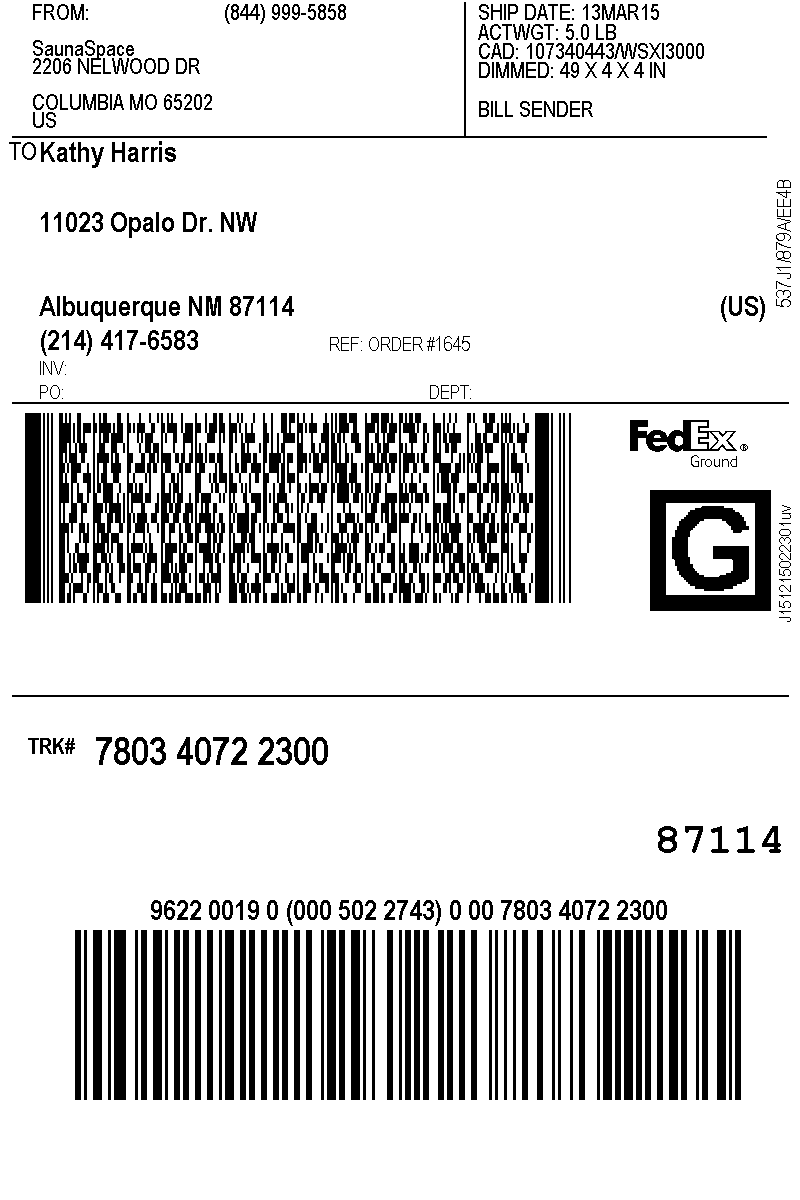 FROM: (844) 999-5858
SaunaSpace
2206 NELWOOD DR
COLUMBIA MO 65202
US
SHIP DATE: 13MAR15
ACTWGT: 5.0 LB
CAD: 107340443/WSXI3000
DIMMED: 49 X 4 X 4 IN
BILL SENDER
TO Kathy Harris
11023 Opalo Dr. NW
Albuquerque NM 87114 (US)
(214) 417-6583 REF: ORDER #1645
INV:
PO: DEPT:
537J1/879A/EE4B
FedEx ®
Ground
G
J151215022301uv
TRK# 7803 4072 2300
87114
9622 0019 0 (000 502 2743) 0 00 7803 4072 2300